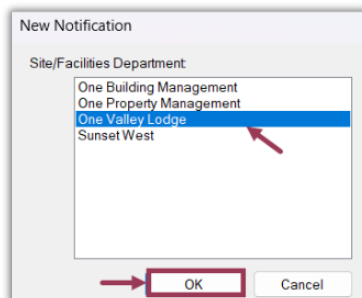 New Notification
Site/Facilities Department:
One Building Management
One Property Management
One Valley Lodge
Sunset West
OK
Cancel